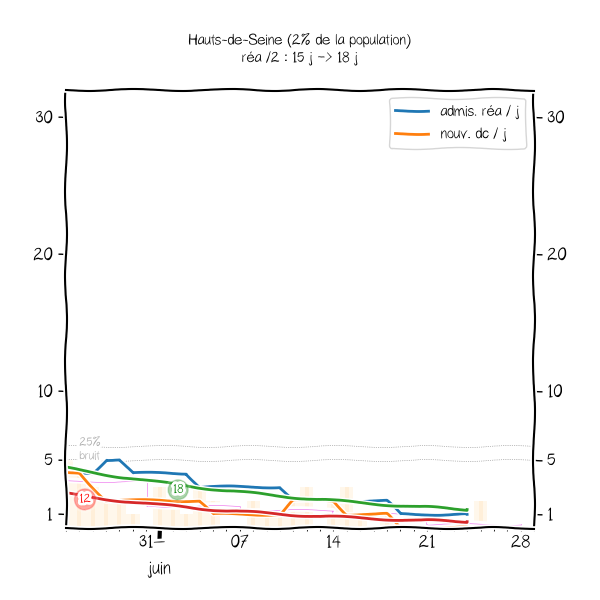 Hauts-de-Seine (2% de la population)
réa /2 : 15 j -> 18 j
admis. réa / j
nouv. dc / j
30 30
20 20
10 10
25%
bruit
5 5
18
12
1 1
31 07 14 21 28
juin